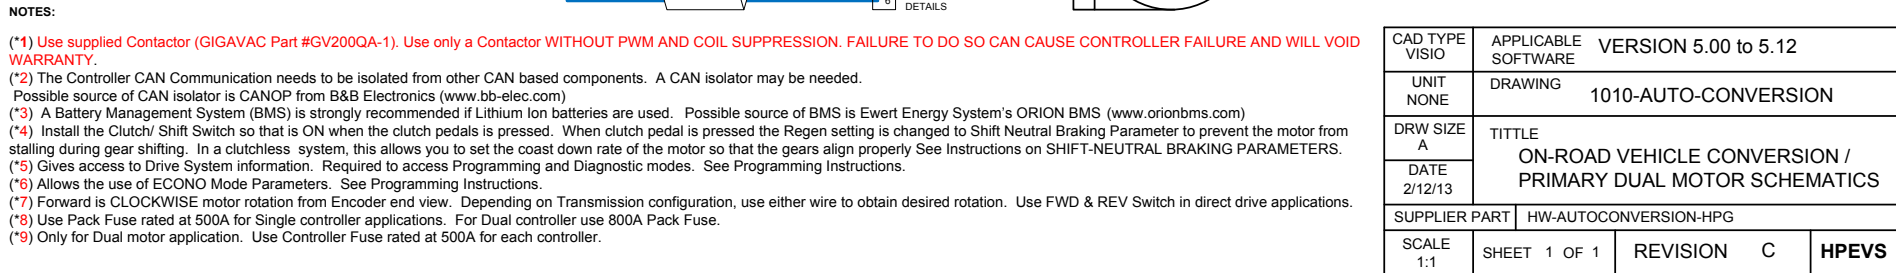 6
DETAILS
NOTES:
(*1) Use supplied Contactor (GIGAVAC Part #GV200QA-1). Use only a Contactor WITHOUT PWM AND COIL SUPPRESSION. FAILURE TO DO SO CAN CAUSE CONTROLLER FAILURE AND WILL VOID
WARRANTY.
(*2) The Controller CAN Communication needs to be isolated from other CAN based components. A CAN isolator may be needed.
Possible source of CAN isolator is CANOP from B&B Electronics (www.bb-elec.com)
(*3) A Battery Management System (BMS) is strongly recommended if Lithium Ion batteries are used. Possible source of BMS is Ewert Energy System's ORION BMS (www.orionbms.com)
(*4) Install the Clutch/ Shift Switch so that is ON when the clutch pedals is pressed. When clutch pedal is pressed the Regen setting is changed to Shift Neutral Braking Parameter to prevent the motor from
stalling during gear shifting. In a clutchless system, this allows you to set the coast down rate of the motor so that the gears align properly See Instructions on SHIFT-NEUTRAL BRAKING PARAMETERS.
(*5) Gives access to Drive System information. Required to access Programming and Diagnostic modes. See Programming Instructions.
(*6) Allows the use of ECONO Mode Parameters. See Programming Instructions.
(*7) Forward is CLOCKWISE motor rotation from Encoder end view. Depending on Transmission configuration, use either wire to obtain desired rotation. Use FWD & REV Switch in direct drive applications.
(*8) Use Pack Fuse rated at 500A for Single controller applications. For Dual controller use 800A Pack Fuse.
(*9) Only for Dual motor application. Use Controller Fuse rated at 500A for each controller.
CAD TYPE
VISIO
APPLICABLE
SOFTWARE
VERSION 5.00 to 5.12
UNIT
NONE
DRAWING
1010-AUTO-CONVERSION
DRW SIZE
A
TITTLE
ON-ROAD VEHICLE CONVERSION /
PRIMARY DUAL MOTOR SCHEMATICS
DATE
2/12/13
SUPPLIER PART
HW-AUTOCONVERSION-HPG
SCALE
1:1
SHEET 1 OF 1
REVISION C
HPEVS